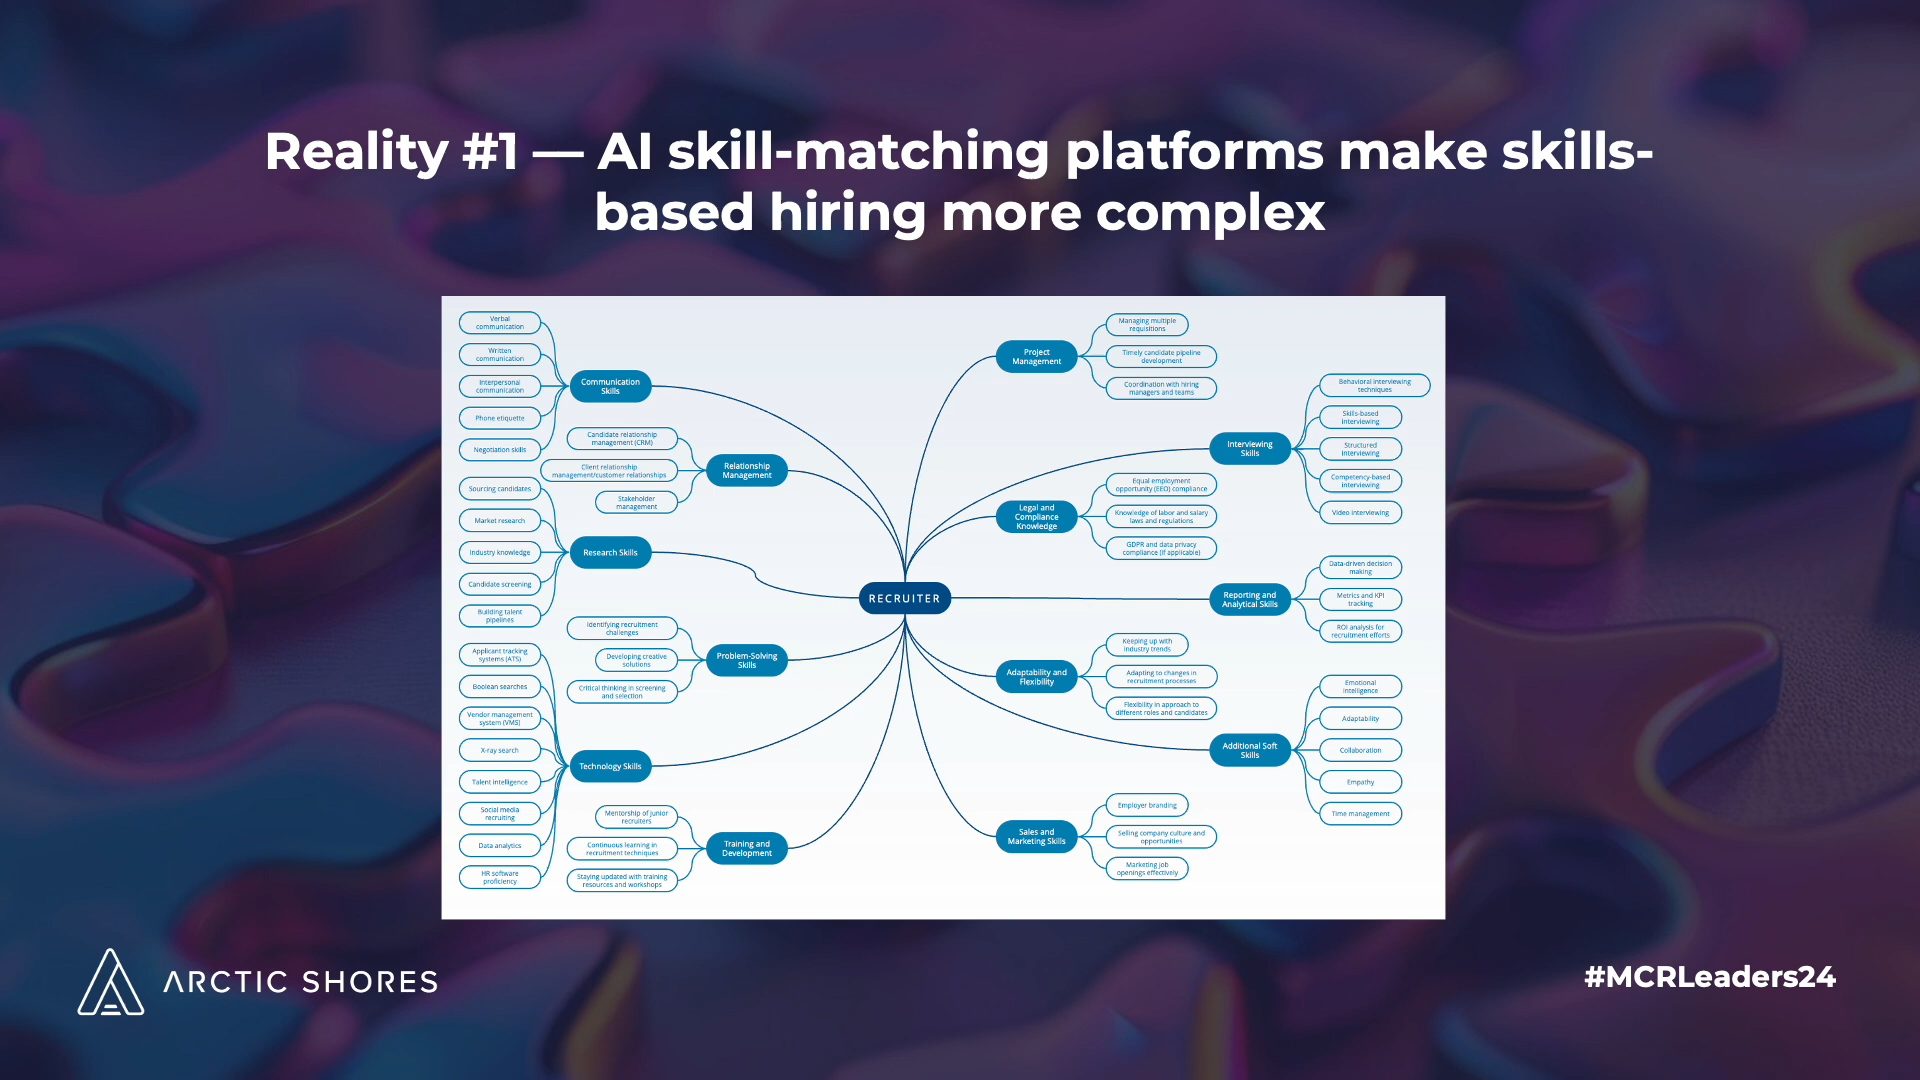 Reality #1 — AI skill-matching platforms make skills-
based hiring more complex
Verbal
communication
Written
communication
Interpersonal
communication
Phone etiquette
Negotiation skills
Communication
Skills
Candidate relationship
management (CRM)
Client relationship
management/customer relationships
Stakeholder
management
Relationship
Management
Sourcing candidates
Market research
Industry knowledge
Candidate screening
Building talent
pipelines
Research Skills
Identifying recruitment
challenges
Developing creative
solutions
Critical thinking in screening
and selection
Problem-Solving
Skills
Applicant tracking
systems (ATS)
Boolean searches
Vendor management
system (VMS)
X-ray search
Talent intelligence
Social media
recruiting
Data analytics
HR software
proficiency
Technology Skills
Mentorship of junior
recruiters
Continuous learning in
recruitment techniques
Staying updated with training
resources and workshops
Training and
Development
RECRUITER
Project
Management
Managing multiple
requisitions
Timely candidate pipeline
development
Coordination with hiring
managers and teams
Interviewing
Skills
Behavioral interviewing
techniques
Skills-based
interviewing
Structured
interviewing
Competency-based
interviewing
Video interviewing
Legal and
Compliance
Knowledge
Equal employment
opportunity (EEO) compliance
Knowledge of labor and salary
laws and regulations
GDPR and data privacy
compliance (if applicable)
Reporting and
Analytical Skills
Data-driven decision
making
Metrics and KPI
tracking
ROI analysis for
recruitment efforts
Adaptability and
Flexibility
Keeping up with
industry trends
Adapting to changes in
recruitment processes
Flexibility in approach to
different roles and candidates
Additional Soft
Skills
Emotional
intelligence
Adaptability
Collaboration
Empathy
Time management
Sales and
Marketing Skills
Employer branding
Selling company culture and
opportunities
Marketing job
openings effectively
ARCTIC SHORES
#MCRLeaders24